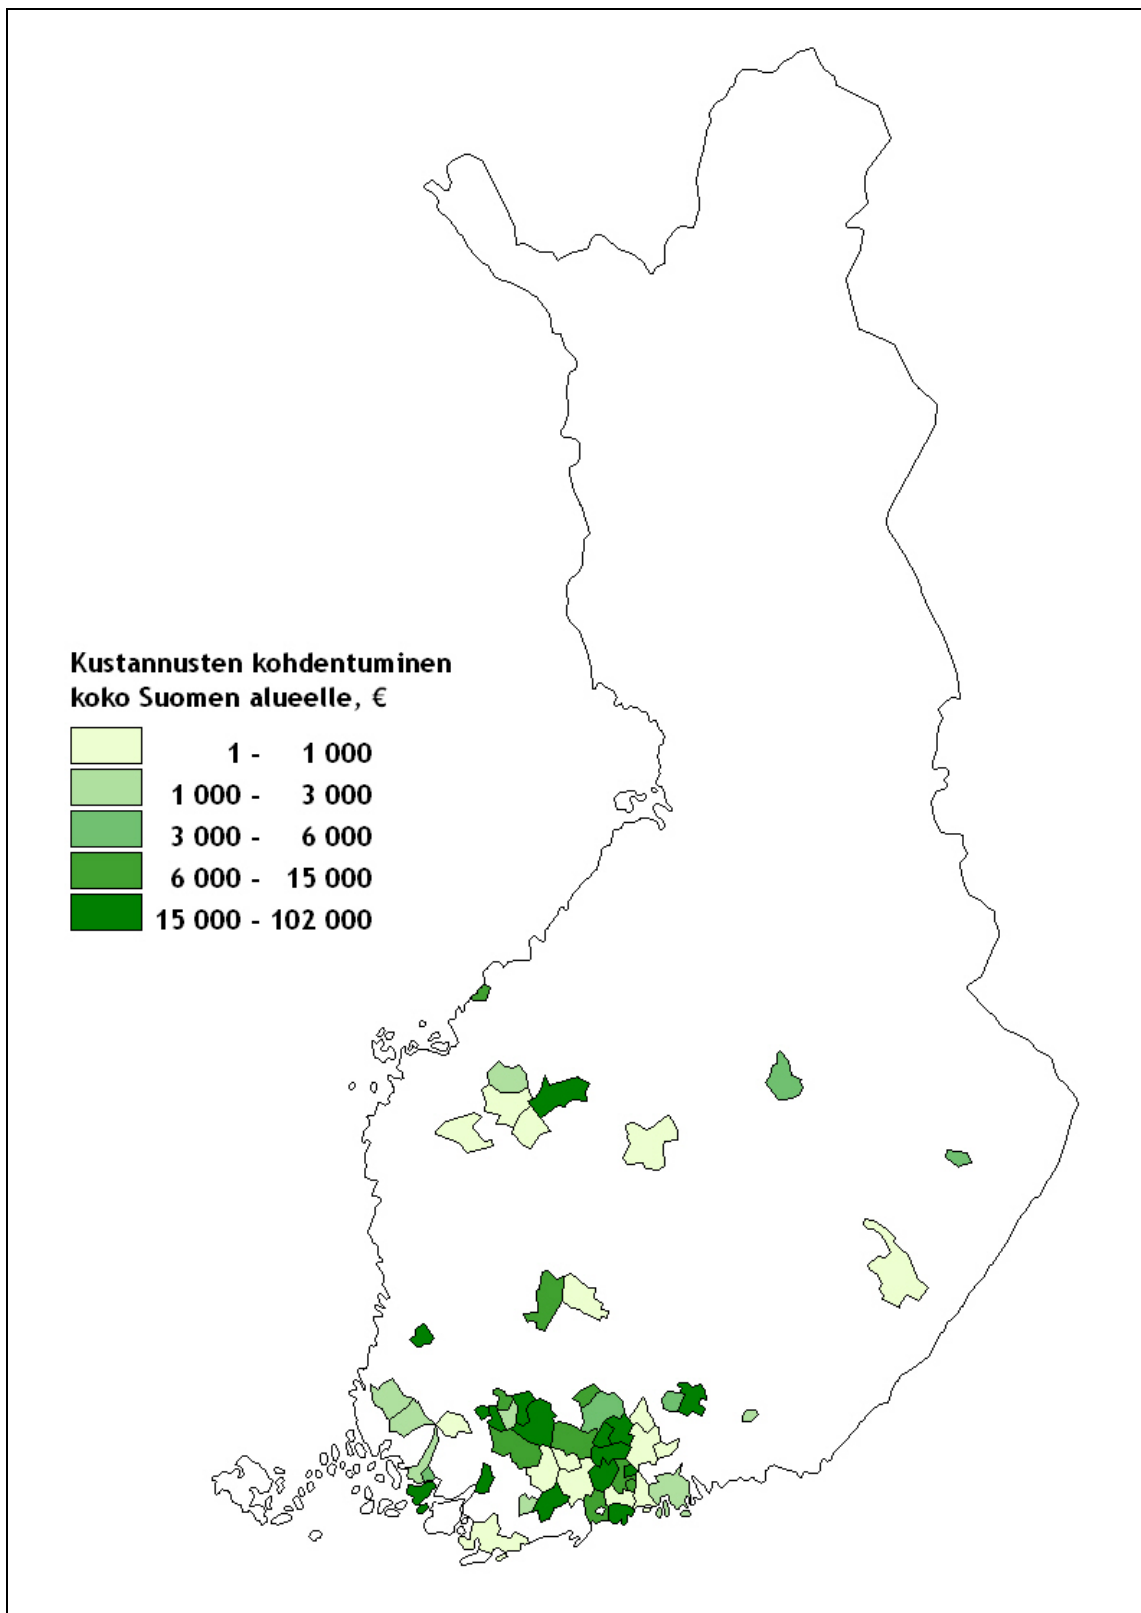 Kustannusten kohdentuminen
koko Suomen alueelle, €
1 - 1 000
1 000 - 3 000
3 000 - 6 000
6 000 - 15 000
15 000 - 102 000